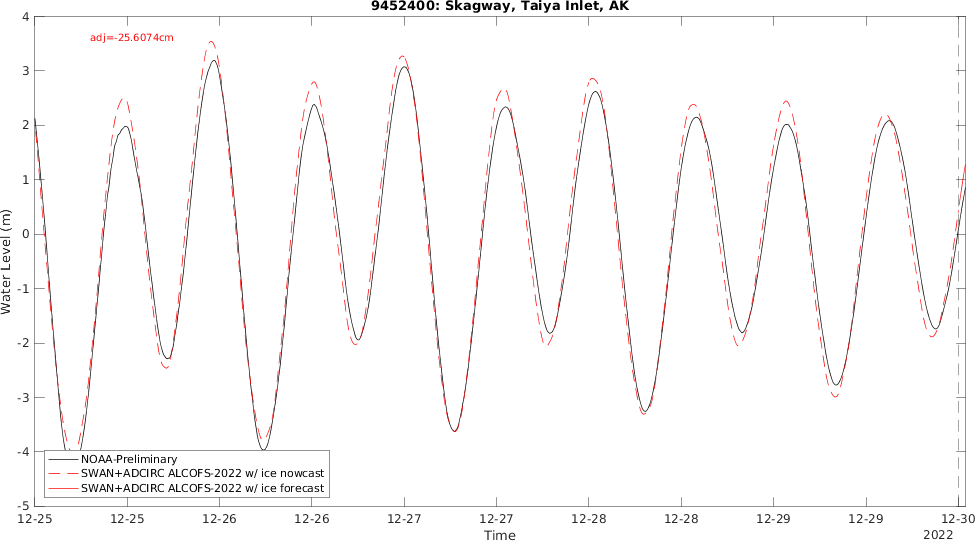 9452400: Skagway, Taiya Inlet, AK
adj=-25.6074cm
4
3
2
1
0
-1
-2
-3
-4
-5
Water Level (m)
NOAA-Preliminary
SWAN+ADCIRC ALCOFS-2022 w/ ice nowcast
SWAN+ADCIRC ALCOFS-2022 w/ ice forecast
12-25 12-25 12-26 12-26 12-27 12-27 12-28 12-28 12-29 12-29 12-30
Time
2022